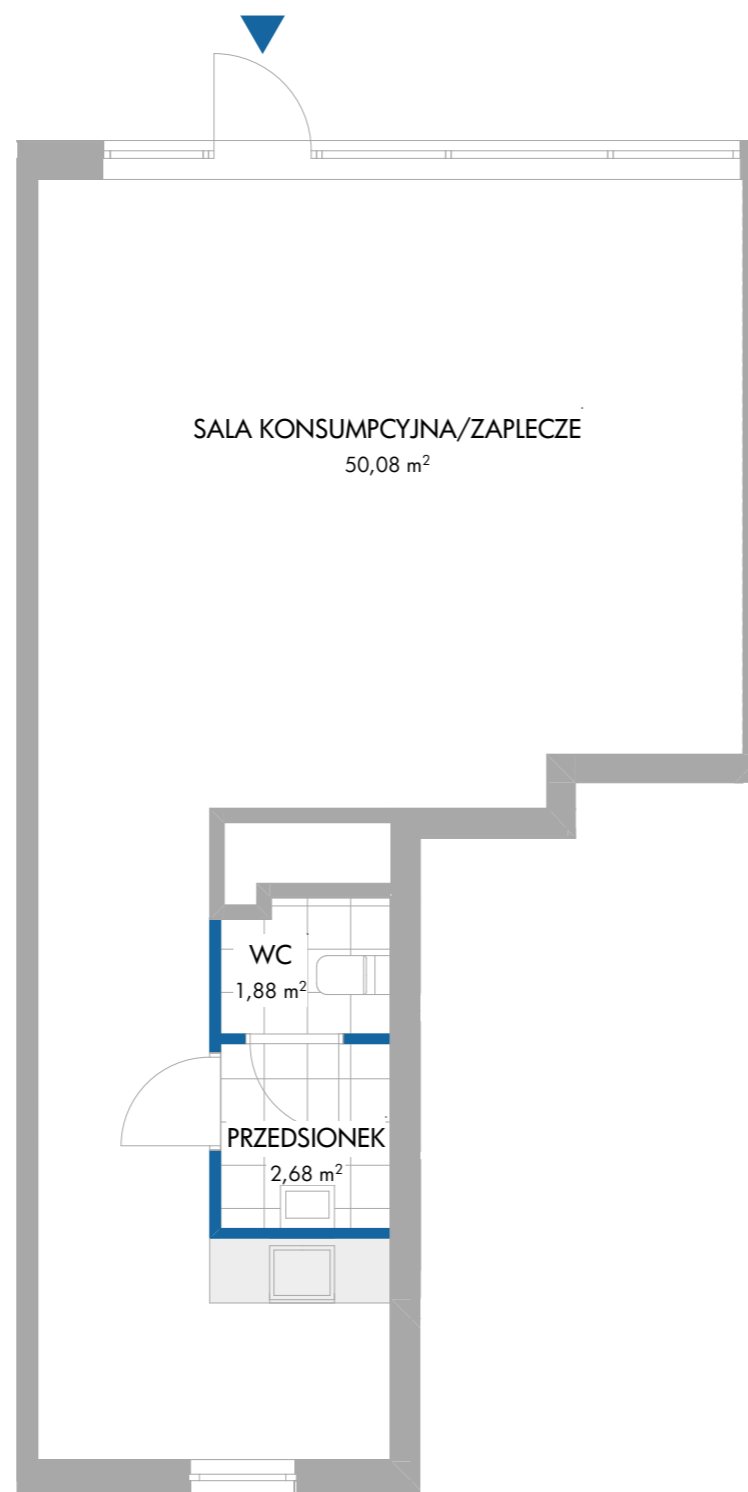 SALA KONSUMPCYJNA/ZAPLECZE
50,08 m²
WC
1,88 m²
PRZEDSIONEK
2,68 m²